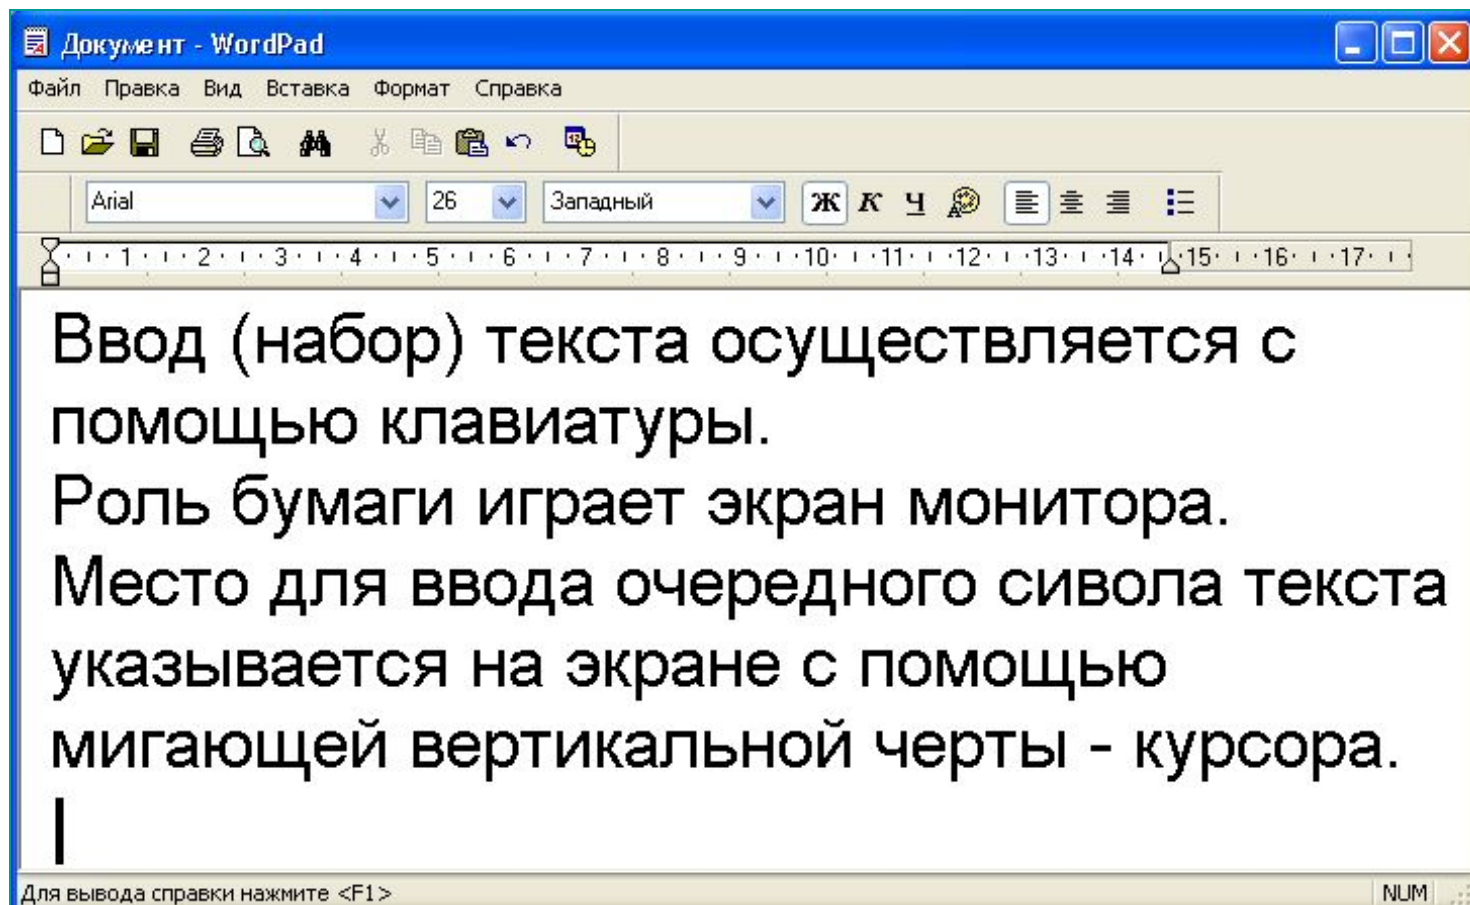 Документ - WordPad
Файл Правка Вид Вставка Формат Справка
Arial 26 Западный Ж К Ч
1 2 3 4 5 6 7 8 9 10 11 12 13 14 15 16 17
Ввод (набор) текста осуществляется с
помощью клавиатуры.
Роль бумаги играет экран монитора.
Место для ввода очередного сивола текста
указывается на экране с помощью
мигающей вертикальной черты - курсора.
Для вывода справки нажмите <F1> NUM